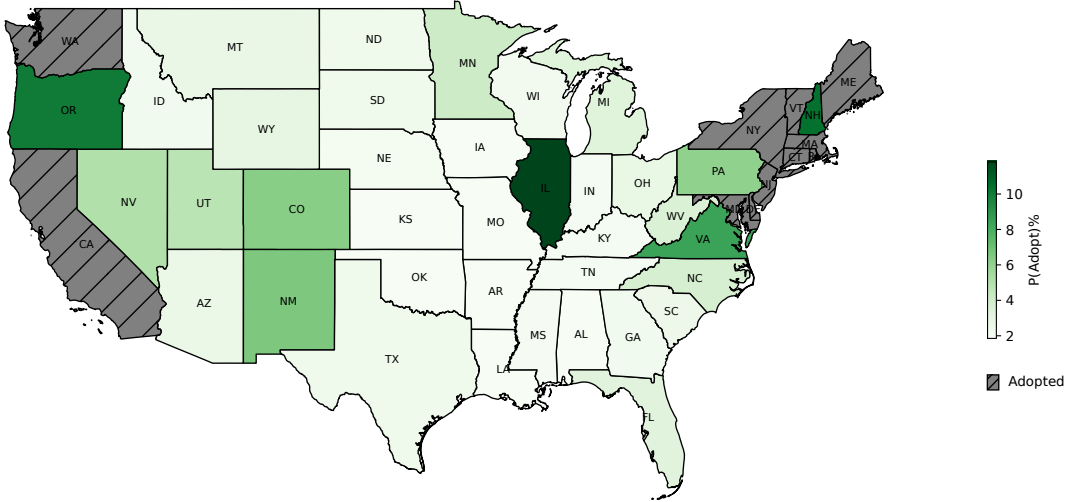 WA
MT
ND
MN
ME
OR
ID
WY
SD
WI
MI
VT
NH
NY
MA
NE
IA
PA
CT
NV
UT
CO
KS
MO
IL
IN
OH
NJ
WV
MD
DE
CA
KY
VA
AZ
NM
OK
AR
TN
NC
MS
AL
GA
SC
TX
LA
FL
10
8
6
4
2
P(Adopt)%
Adopted